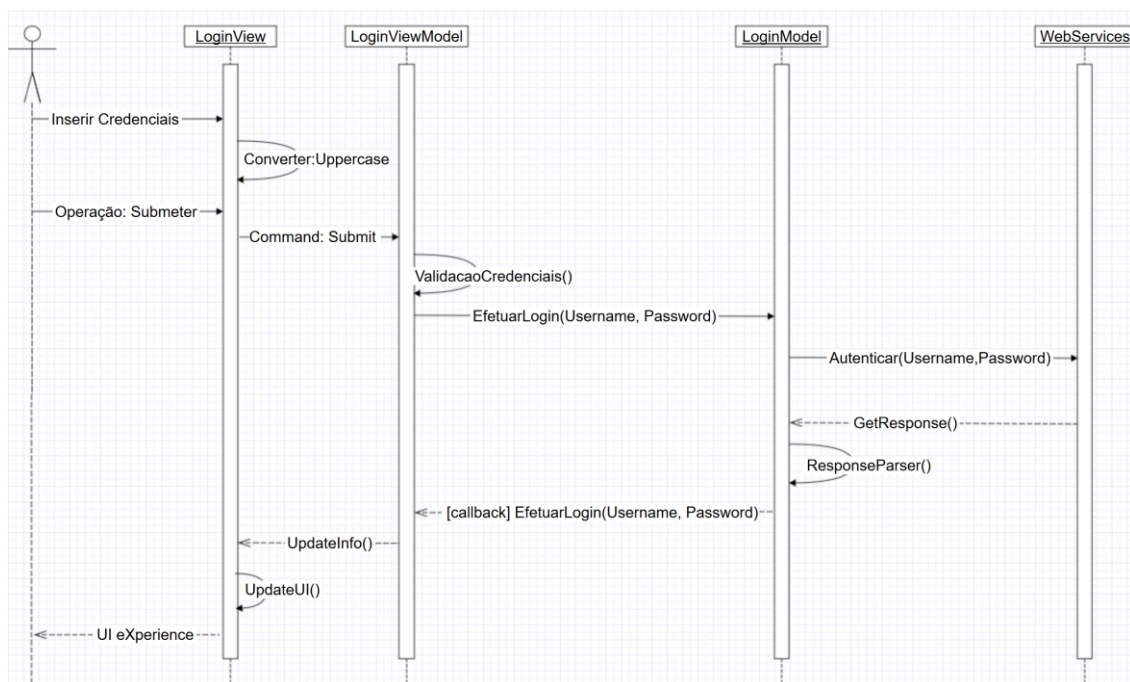 LoginView
LoginViewModel
LoginModel
WebServices
Inserir Credenciais
Converter:Uppercase
Operação: Submeter
Command: Submit
ValidacaoCredenciais()
EfetuarLogin(Username, Password)
Autenticar(Username,Password)
GetResponse()
ResponseParser()
[callback] EfetuarLogin(Username, Password)
UpdateInfo()
UpdateUI()
UI eXperience